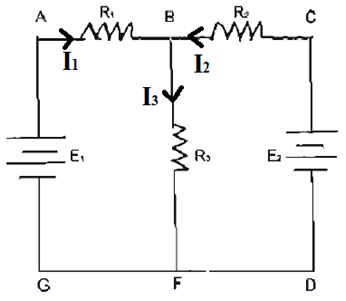 A R₁ B R₂ C
I₁ I₂
I₃
E₁ R₃ E₂
G F D